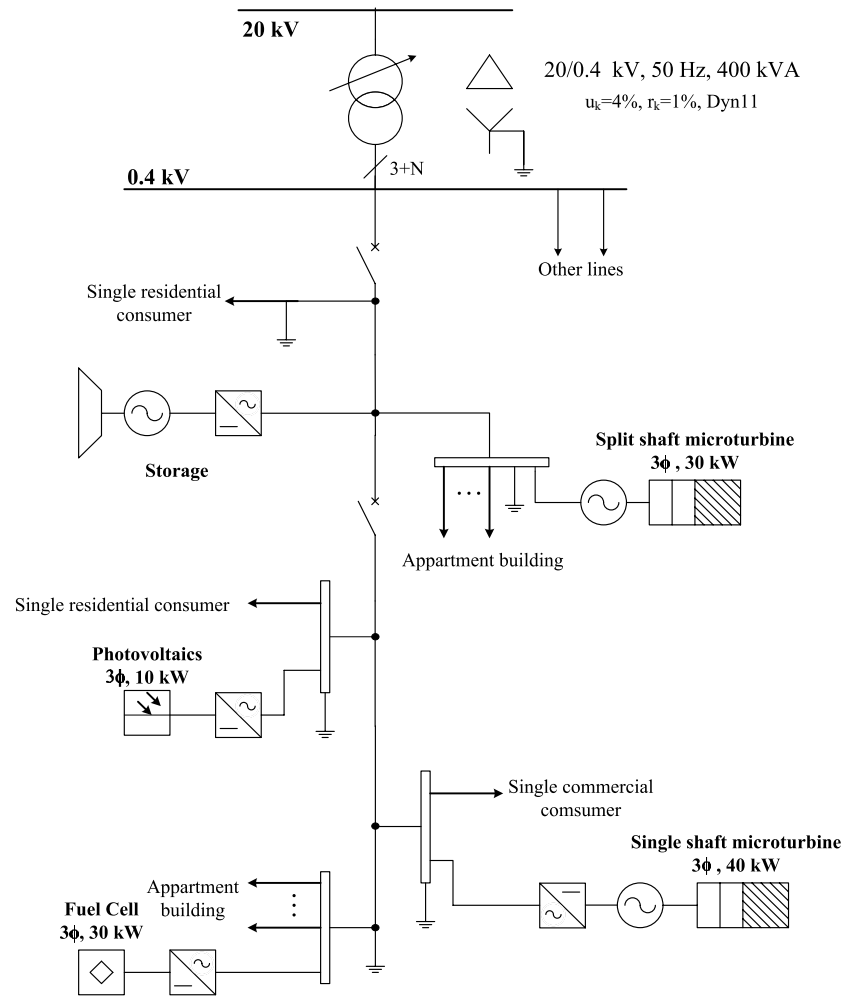 20 kV
20/0.4 kV, 50 Hz, 400 kVA
uk=4%, rk=1%, Dyn11
3+N
0.4 kV
Other lines
Single residential
consumer
Storage
Split shaft microturbine
3ϕ , 30 kW
...
Appartment building
Single residential consumer
Photovoltaics
3ϕ, 10 kW
Single commercial
comsumer
Single shaft microturbine
3ϕ , 40 kW
Appartment
building
Fuel Cell
3ϕ, 30 kW